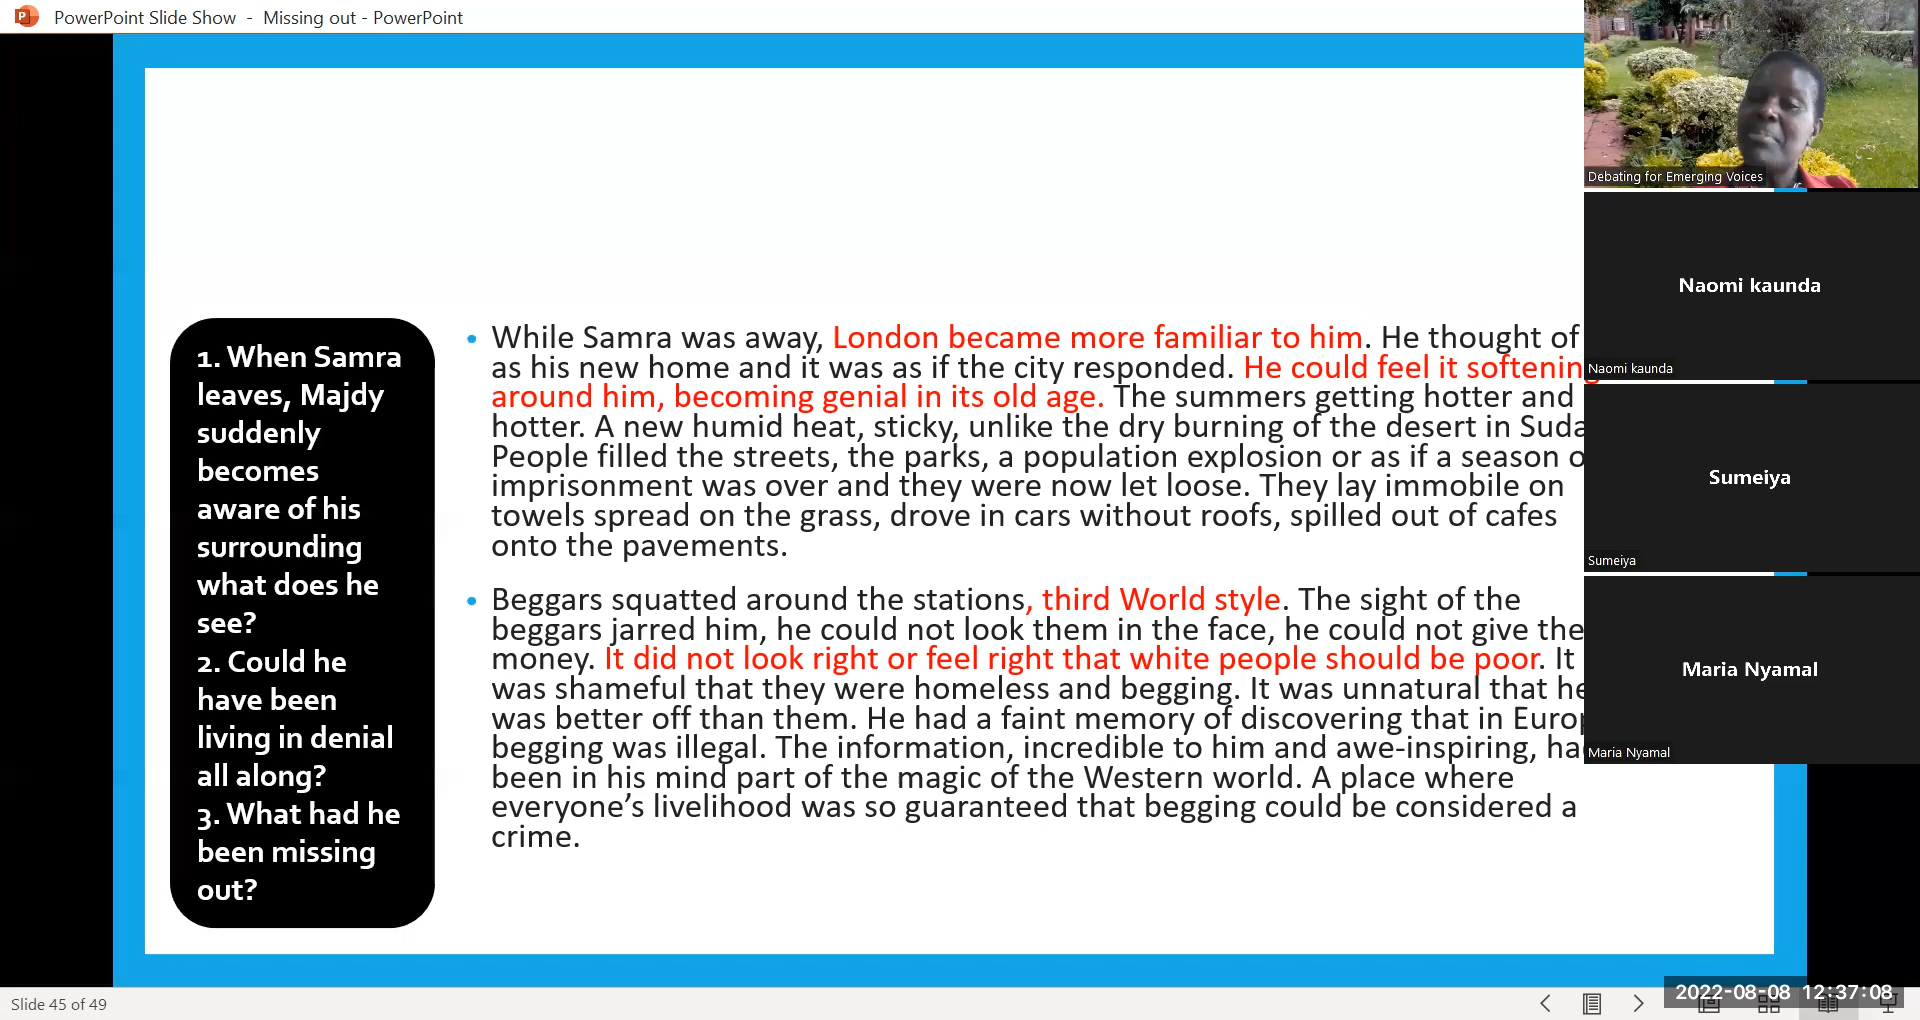 PowerPoint Slide Show - Missing out - PowerPoint
1. When Samra
leaves, Majdy
suddenly
becomes
aware of his
surrounding
what does he
see?
2. Could he
have been
living in denial
all along?
3. What had he
been missing
out?
• While Samra was away, London became more familiar to him. He thought of
as his new home and it was as if the city responded. He could feel it softenin
around him, becoming genial in its old age. The summers getting hotter and
hotter. A new humid heat, sticky, unlike the dry burning of the desert in Suda
People filled the streets, the parks, a population explosion or as if a season o
imprisonment was over and they were now let loose. They lay immobile on
towels spread on the grass, drove in cars without roofs, spilled out of cafes
onto the pavements.
• Beggars squatted around the stations, third World style. The sight of the
beggars jarred him, he could not look them in the face, he could not give the
money. It did not look right or feel right that white people should be poor. It
was shameful that they were homeless and begging. It was unnatural that he
was better off than them. He had a faint memory of discovering that in Europ
begging was illegal. The information, incredible to him and awe-inspiring, ha
been in his mind part of the magic of the Western world. A place where
everyone’s livelihood was so guaranteed that begging could be considered a
crime.
Debating for Emerging Voices
Naomi kaunda
Naomi kaunda
Sumeiya
Sumeiya
Maria Nyamal
Maria Nyamal
Slide 45 of 49
2022-08-08 12:37:08